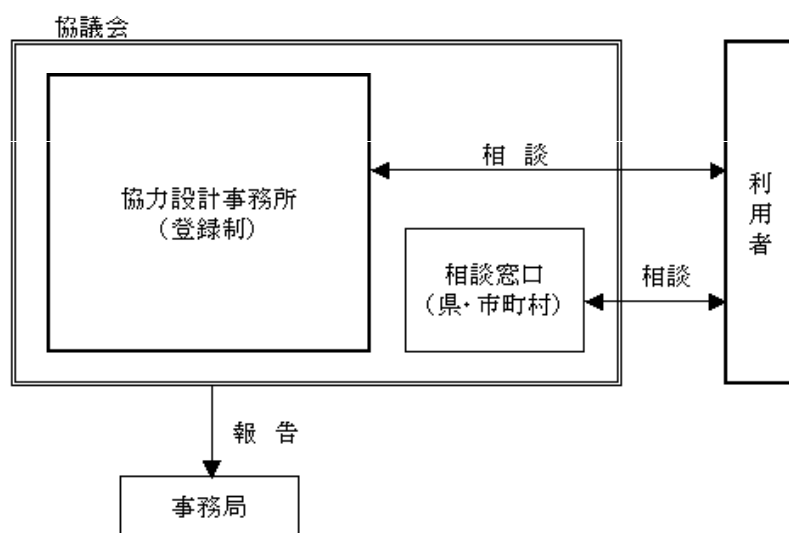 協議会
協力設計事務所
（登録制）
相　談
利用者
相談窓口
（県・市町村）
相談
報　告
事務局